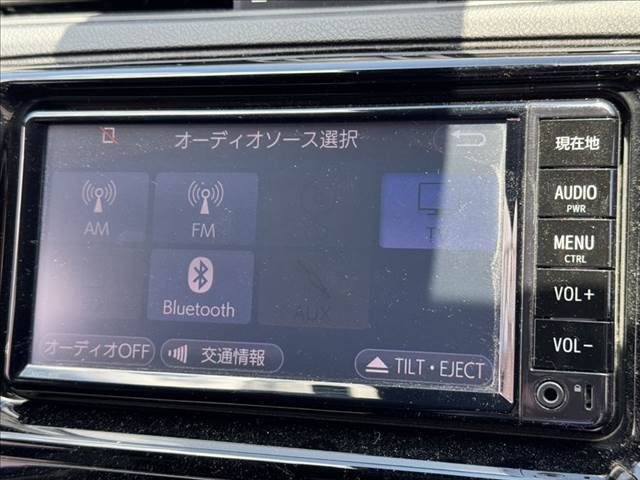 オーディオソース選択
AM
FM
TV
Bluetooth
AUX
オーディオOFF
交通情報
TILT・EJECT
現在地
AUDIO
PWR
MENU
CTRL
VOL+
VOL-